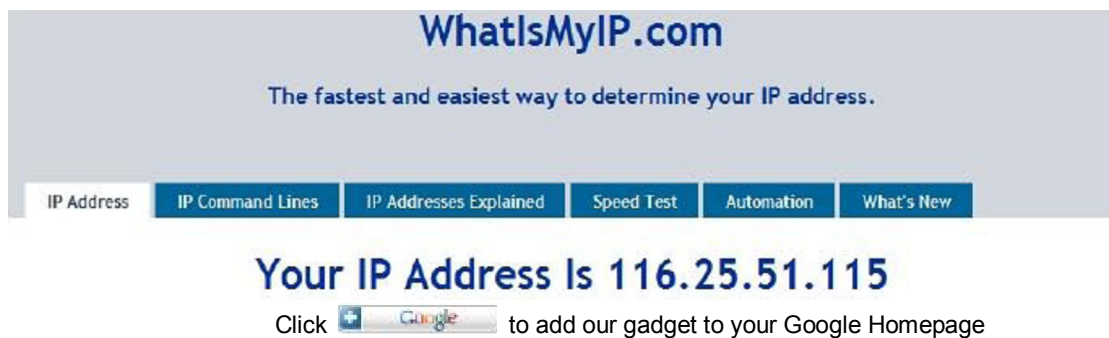 WhatIsMyIP.com
The fastest and easiest way to determine your IP address.
IP Address IP Command Lines IP Addresses Explained Speed Test Automation What's New
Your IP Address Is 116.25.51.115
Click Google to add our gadget to your Google Homepage